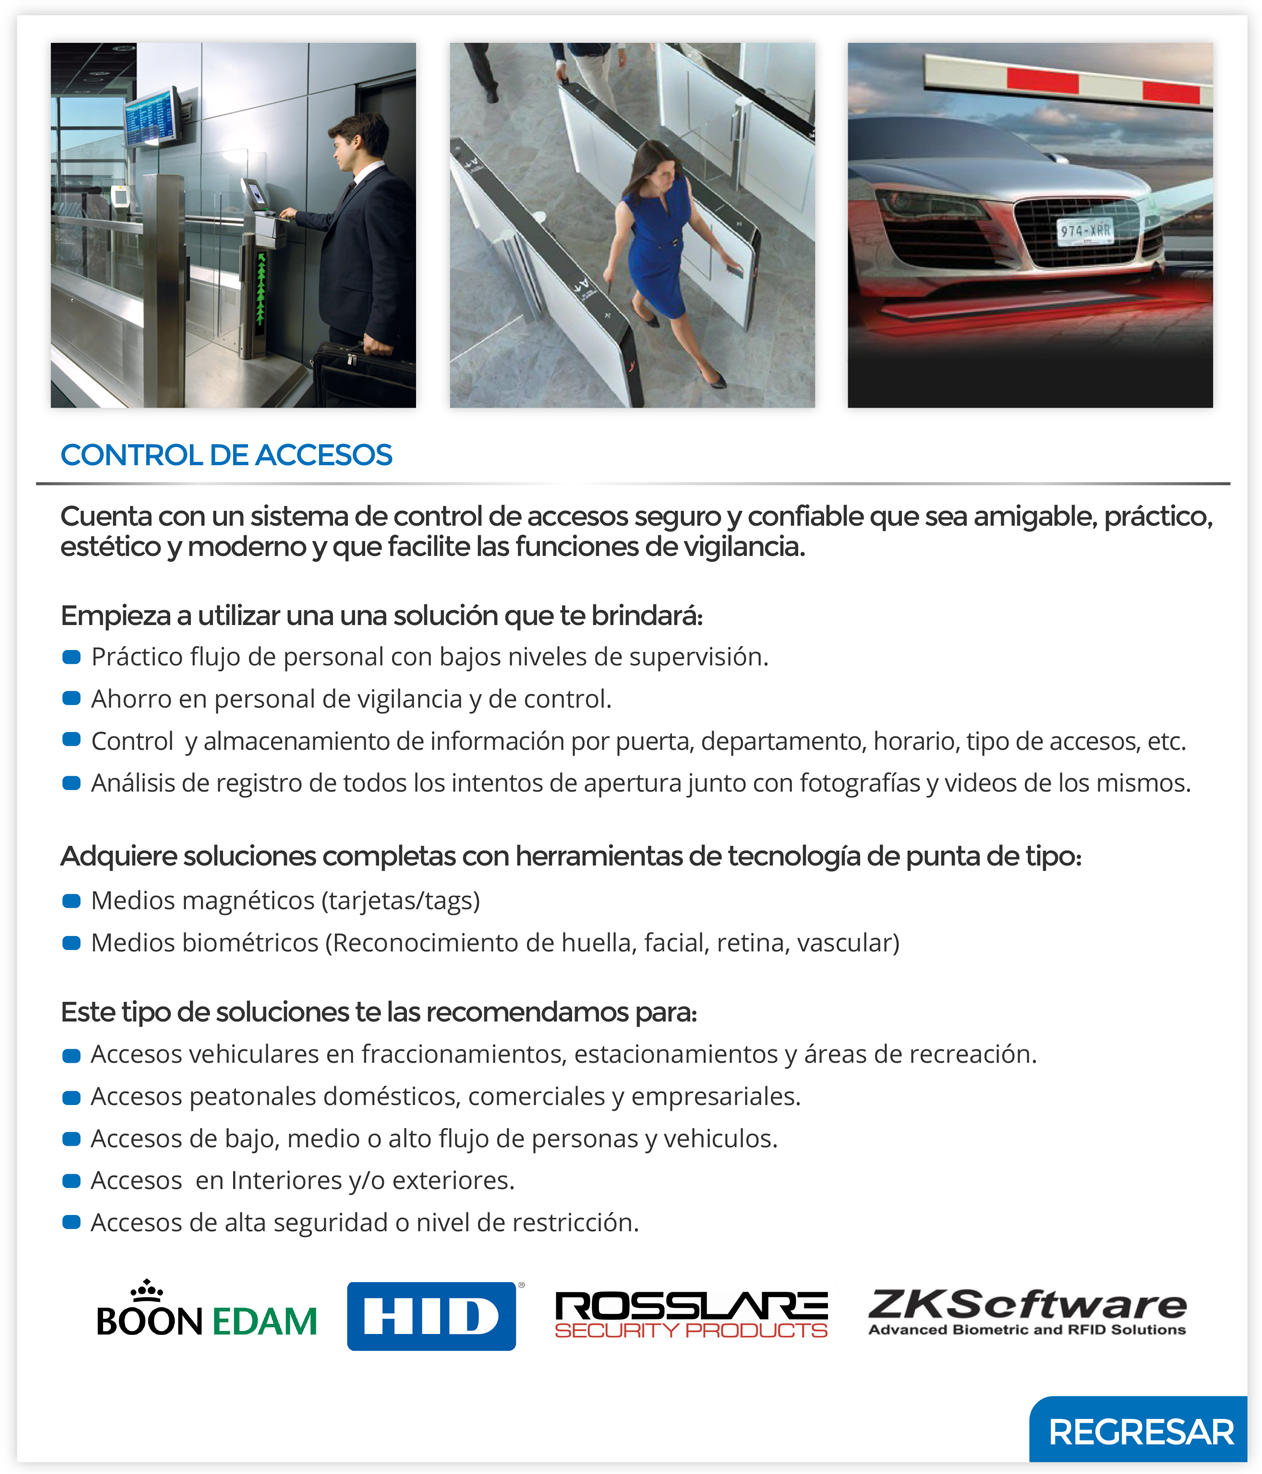 974-XRR
CONTROL DE ACCESOS
Cuenta con un sistema de control de accesos seguro y confiable que sea amigable, práctico,
estético y moderno y que facilite las funciones de vigilancia.
Empieza a utilizar una una solución que te brindará:
Práctico flujo de personal con bajos niveles de supervisión.
Ahorro en personal de vigilancia y de control.
Control  y almacenamiento de información por puerta, departamento, horario, tipo de accesos, etc.
Análisis de registro de todos los intentos de apertura junto con fotografías y videos de los mismos.
Adquiere soluciones completas con herramientas de tecnología de punta de tipo:
Medios magnéticos (tarjetas/tags)
Medios biométricos (Reconocimiento de huella, facial, retina, vascular)
Este tipo de soluciones te las recomendamos para:
Accesos vehiculares en fraccionamientos, estacionamientos y áreas de recreación.
Accesos peatonales domésticos, comerciales y empresariales.
Accesos de bajo, medio o alto flujo de personas y vehiculos.
Accesos  en Interiores y/o exteriores.
Accesos de alta seguridad o nivel de restricción.
BOON EDAM
HID®
ROSSLARE
SECURITY PRODUCTS
ZKSoftware
Advanced Biometric and RFID Solutions
REGRESAR